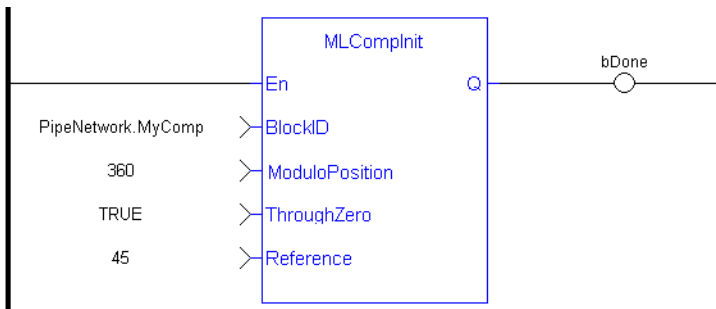 MLCompInit
bDone
En Q
PipeNetwork.MyComp BlockID
360 ModuloPosition
TRUE ThroughZero
45 Reference